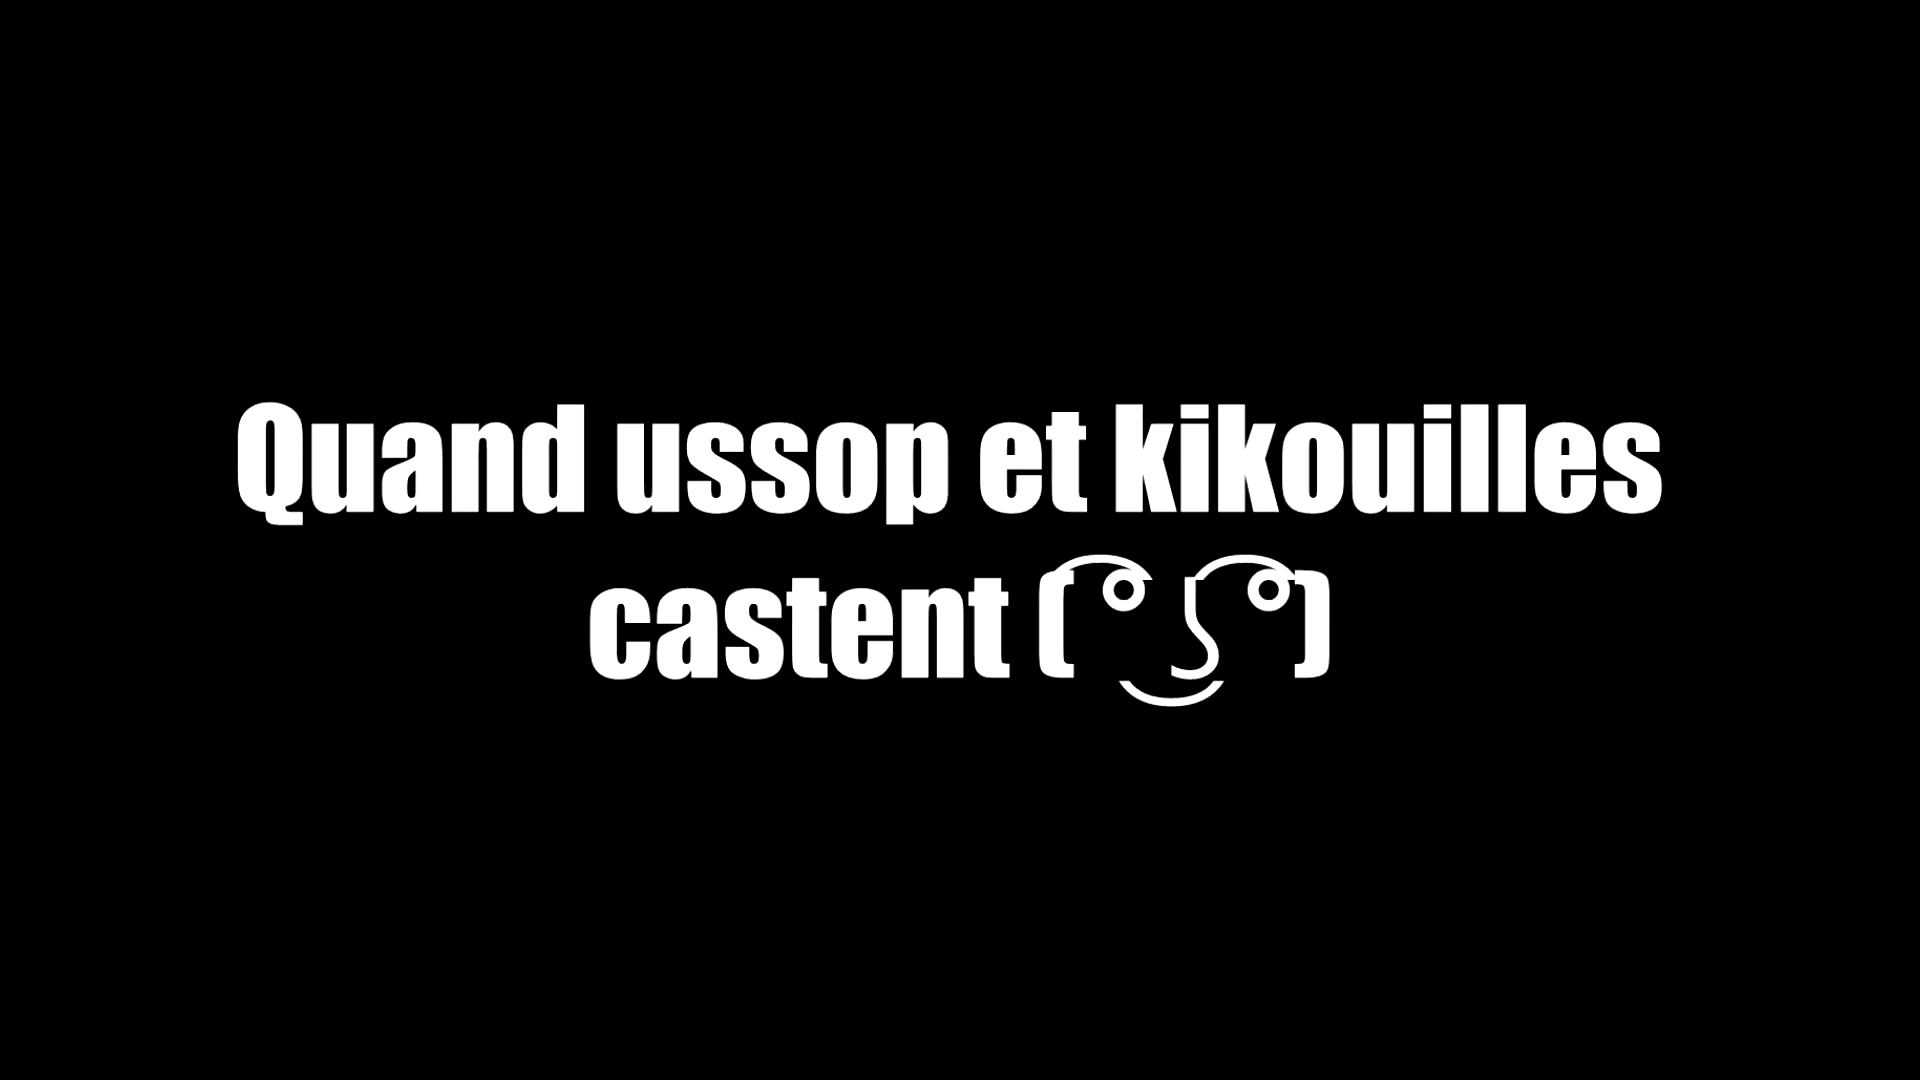 Quand ussop et kikouilles
castent ( ͡° ͜ʖ ͡°)